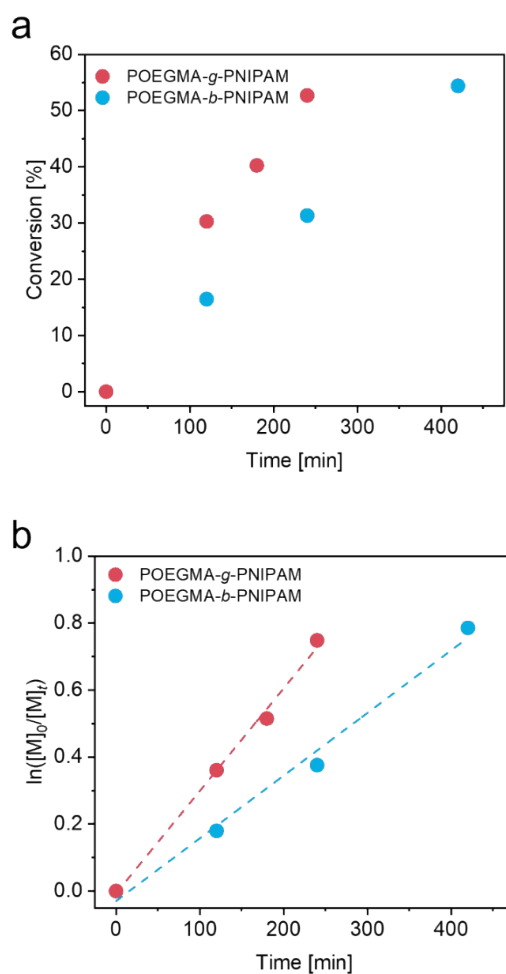 a
60
50
40
30
20
10
0
Conversion [%]
POEGMA-g-PNIPAM
POEGMA-b-PNIPAM
0 100 200 300 400
Time [min]
b
1.0
0.8
0.6
0.4
0.2
0.0
ln([M]0/[M]t)
POEGMA-g-PNIPAM
POEGMA-b-PNIPAM
0 100 200 300 400
Time [min]